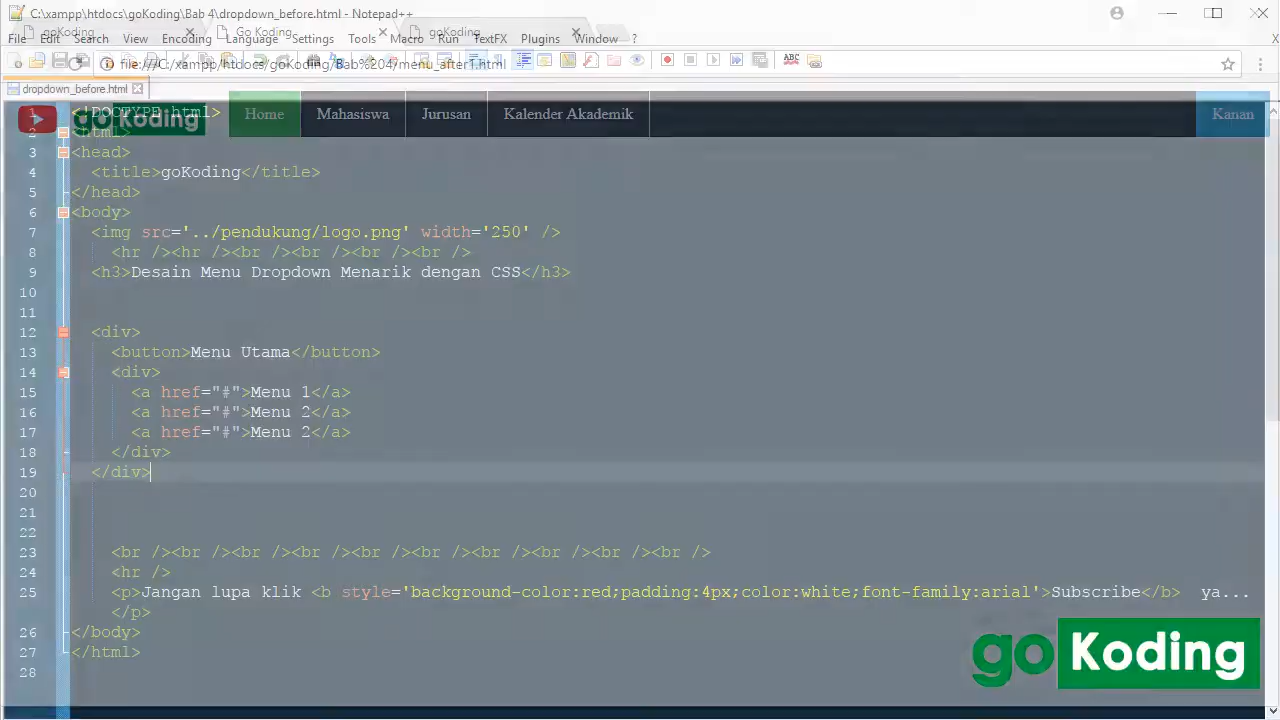 C:\xampp\htdocs\goKoding\Bab 4\dropdown_before.html - Notepad++
goKoding Go Koding goKoding
File Edit Search View Encoding Language Settings Tools Macro Run TextFX Plugins Window ?
file:///C:/xampp/htdocs/goKoding/Bab%204/menu_after1.html
dropdown_before.html
goKoding Home Mahasiswa Jurusan Kalender Akademik Kanan
1 <!DOCTYPE html>
2 <html>
3 <head>
4 <title>goKoding</title>
5 </head>
6 <body>
7 <img src='../pendukung/logo.png' width='250' />
8 <hr /><hr /><br /><br /><br /><br />
9 <h3>Desain Menu Dropdown Menarik dengan CSS</h3>
10
11
12 <div>
13 <button>Menu Utama</button>
14 <div>
15 <a href="#">Menu 1</a>
16 <a href="#">Menu 2</a>
17 <a href="#">Menu 2</a>
18 </div>
19 </div>
20
21
22
23 <br /><br /><br /><br /><br /><br /><br /><br /><br /><br />
24 <hr />
25 <p>Jangan lupa klik <b style='background-color:red;padding:4px;color:white;font-family:arial'>Subscribe</b> ya...
</p>
26 </body>
27 </html>
28
goKoding